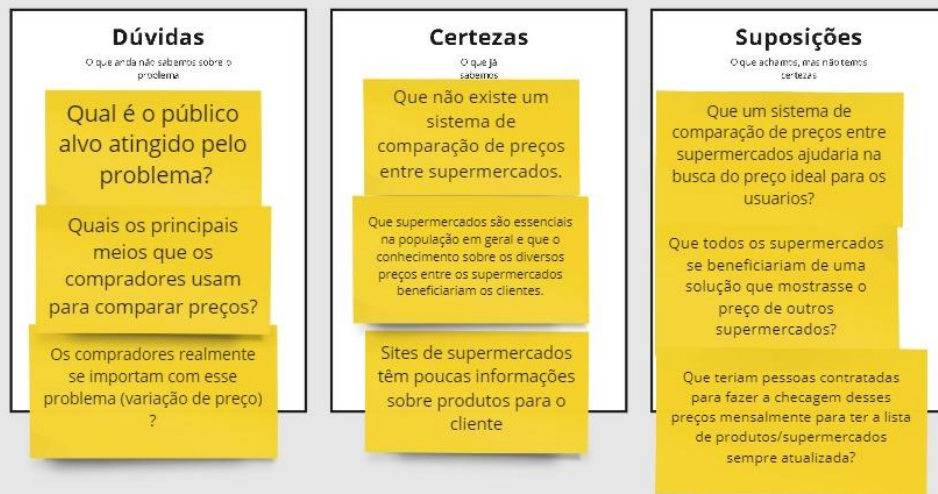 Dúvidas
O que anda não sabemos sobre o
problema
Qual é o público
alvo atingido pelo
problema?
Quais os principais
meios que os
compradores usam
para comparar preços?
Os compradores realmente
se importam com esse
problema (variação de preço)
?
Certezas
O que já
sabemos
Que não existe um
sistema de
comparação de preços
entre supermercados.
Que supermercados são essenciais
na população em geral e que o
conhecimento sobre os diversos
preços entre os supermercados
beneficiariam os clientes.
Sites de supermercados
têm poucas informações
sobre produtos para o
cliente
Suposições
O que achamos, mas não temos
certezas
Que um sistema de
comparação de preços entre
supermercados ajudaria na
busca do preço ideal para os
usuarios?
Que todos os supermercados
se beneficiariam de uma
solução que mostrasse o
preço de outros
supermercados?
Que teriam pessoas contratadas
para fazer a checagem desses
preços mensalmente para ter a lista
de produtos/supermercados
sempre atualizada?